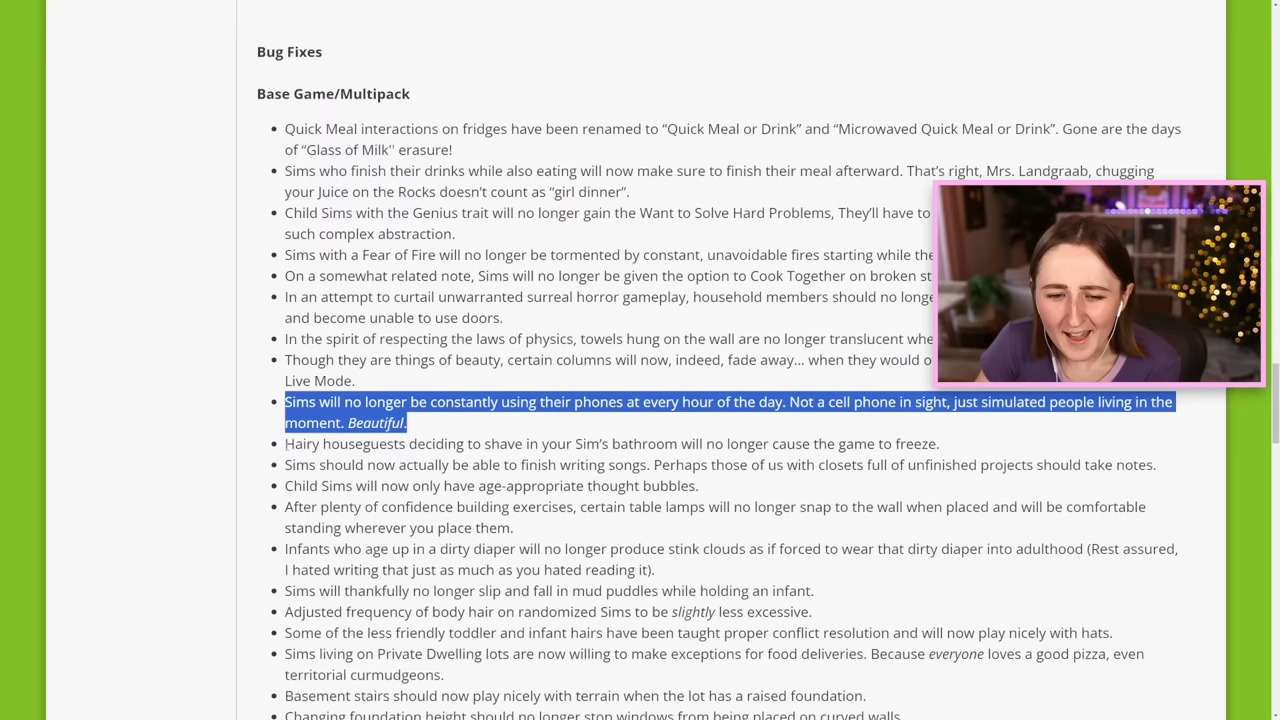 Bug Fixes
Base Game/Multipack
Quick Meal interactions on fridges have been renamed to “Quick Meal or Drink” and “Microwaved Quick Meal or Drink”. Gone are the days
of “Glass of Milk'' erasure!
Sims who finish their drinks while also eating will now make sure to finish their meal afterward. That’s right, Mrs. Landgraab, chugging
your Juice on the Rocks doesn’t count as “girl dinner”.
Child Sims with the Genius trait will no longer gain the Want to Solve Hard Problems, They’ll have to
such complex abstraction.
Sims with a Fear of Fire will no longer be tormented by constant, unavoidable fires starting while
On a somewhat related note, Sims will no longer be given the option to Cook Together on broken
In an attempt to curtail unwarranted surreal horror gameplay, household members should no
and become unable to use doors.
In the spirit of respecting the laws of physics, towels hung on the wall are no longer translucent
Though they are things of beauty, certain columns will now, indeed, fade away... when they would
Live Mode.
Sims will no longer be constantly using their phones at every hour of the day. Not a cell phone in sight, just simulated people living in the
moment. Beautiful.
Hairy houseguests deciding to shave in your Sim’s bathroom will no longer cause the game to freeze.
Sims should now actually be able to finish writing songs. Perhaps those of us with closets full of unfinished projects should take notes.
Child Sims will now only have age-appropriate thought bubbles.
After plenty of confidence building exercises, certain table lamps will no longer snap to the wall when placed and will be comfortable
standing wherever you place them.
Infants who age up in a dirty diaper will no longer produce stink clouds as if forced to wear that dirty diaper into adulthood (Rest assured,
I hated writing that just as much as you hated reading it).
Sims will thankfully no longer slip and fall in mud puddles while holding an infant.
Adjusted frequency of body hair on randomized Sims to be slightly less excessive.
Some of the less friendly toddler and infant hairs have been taught proper conflict resolution and will now play nicely with hats.
Sims living on Private Dwelling lots are now willing to make exceptions for food deliveries. Because everyone loves a good pizza, even
territorial curmudgeons.
Basement stairs should now play nicely with terrain when the lot has a raised foundation.
Changing foundation height should no longer stop windows from being placed on curved walls.